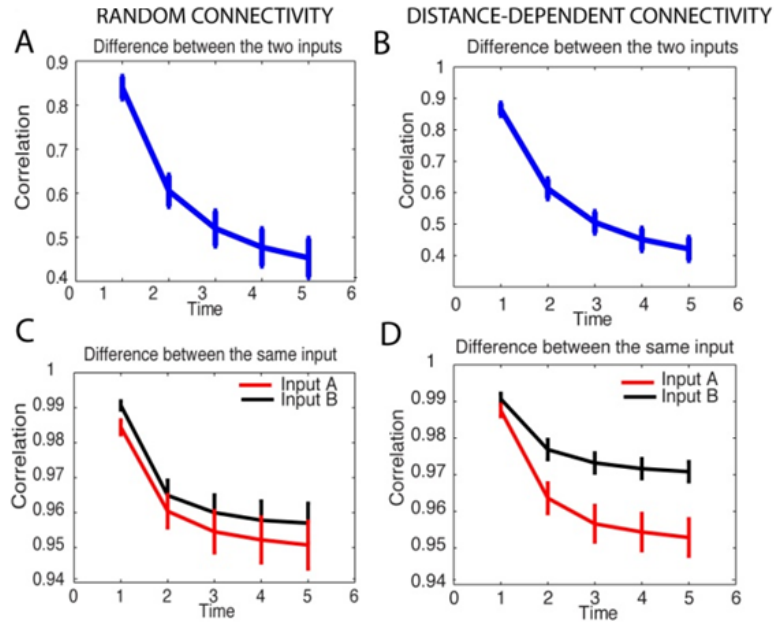 RANDOM CONNECTIVITY
DISTANCE-DEPENDENT CONNECTIVITY
A
Difference between the two inputs
0.9
0.8
0.7
0.6
0.5
0.4
Correlation
0 1 2 3 4 5 6
Time
B
Difference between the two inputs
1
0.9
0.8
0.7
0.6
0.5
0.4
Correlation
0 1 2 3 4 5 6
Time
C
Difference between the same input
1
0.99
0.98
0.97
0.96
0.95
0.94
Correlation
Input A
Input B
0 1 2 3 4 5 6
Time
D
Difference between the same input
1
0.99
0.98
0.97
0.96
0.95
0.94
Correlation
Input A
Input B
0 1 2 3 4 5 6
Time